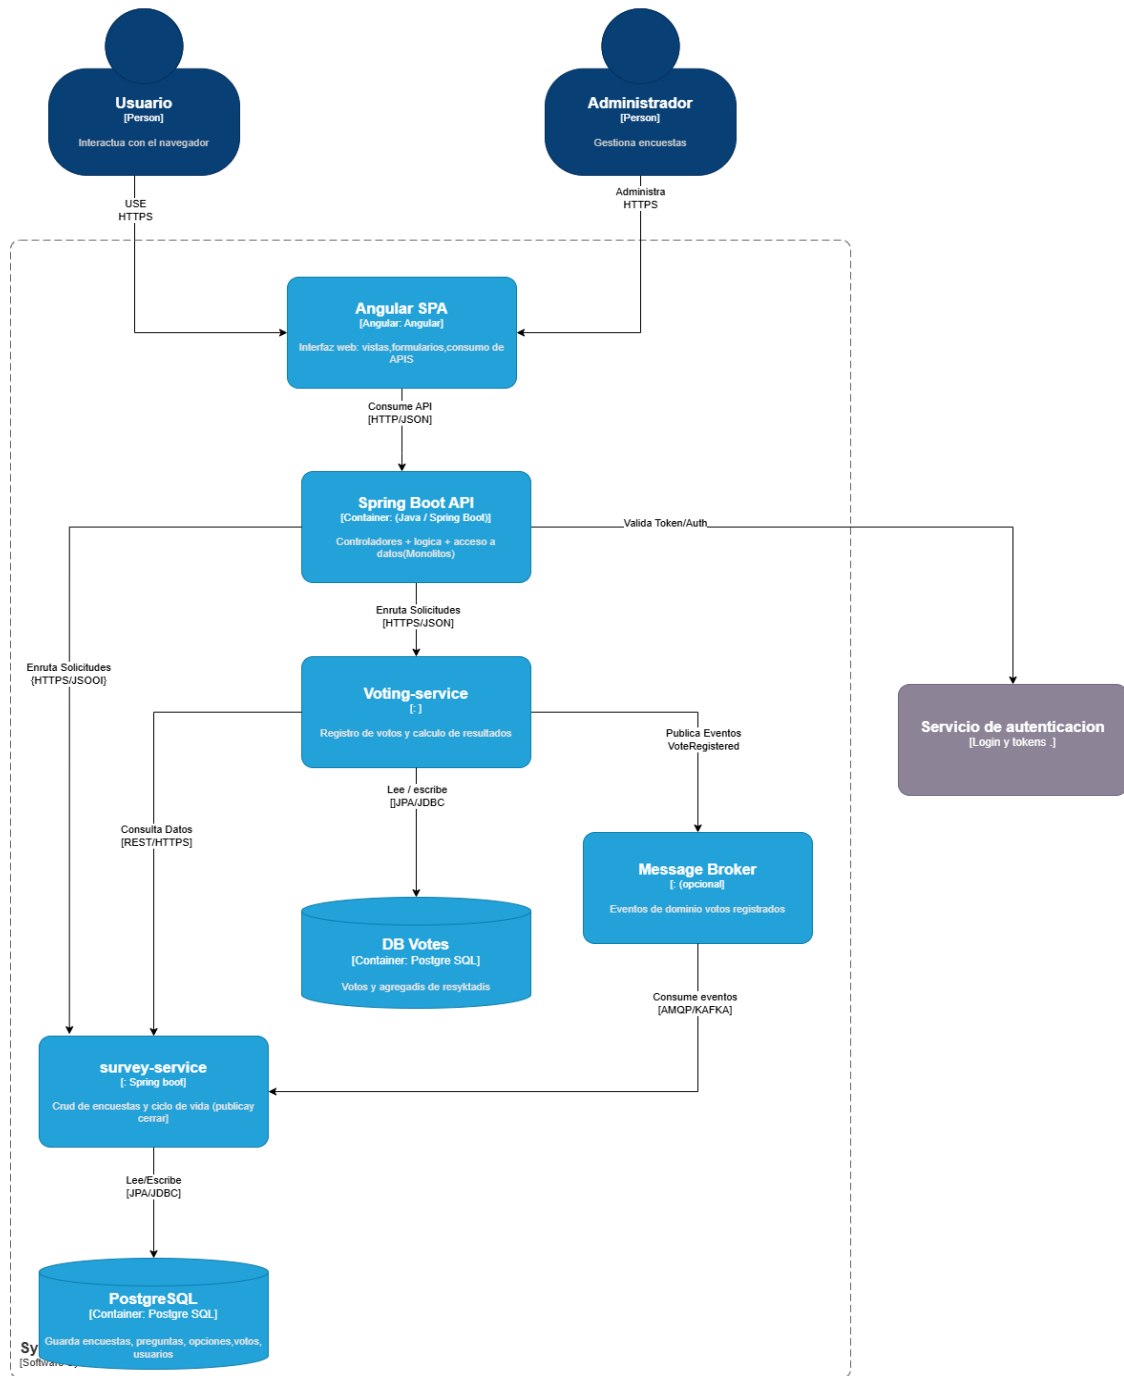 Usuario
[Person]
Interactua con el navegador
Administrador
[Person]
Gestiona encuestas
USE
HTTPS
Administra
HTTPS
Angular SPA
[Angular: Angular]
Interfaz web: vistas,formularios,consumo de
APIS
Consume API
[HTTP/JSON]
Spring Boot API
[Container: (Java / Spring Boot)]
Controladores + logica + acceso a
datos(Monolitos)
Valida Token/Auth
Enruta Solicitudes
[HTTPS/JSON]
Enruta Solicitudes
{HTTPS/JSOOI}
Voting-service
[: ]
Registro de votos y calculo de resultados
Servicio de autenticacion
[Login y tokens .]
Publica Eventos
VoteRegistered
Lee / escribe
[]JPA/JDBC
Consulta Datos
[REST/HTTPS]
Message Broker
[: (opcional]
Eventos de dominio votos registrados
DB Votes
[Container: Postgre SQL]
Votos y agregadis de resyktadis
Consume eventos
[AMQP/KAFKA]
survey-service
[: Spring boot]
Crud de encuestas y ciclo de vida (publicay
cerrar]
Lee/Escribe
[JPA/JDBC]
PostgreSQL
[Container: Postgre SQL]
Guarda encuestas, preguntas, opciones,votos,
usuarios
Sy
[Software